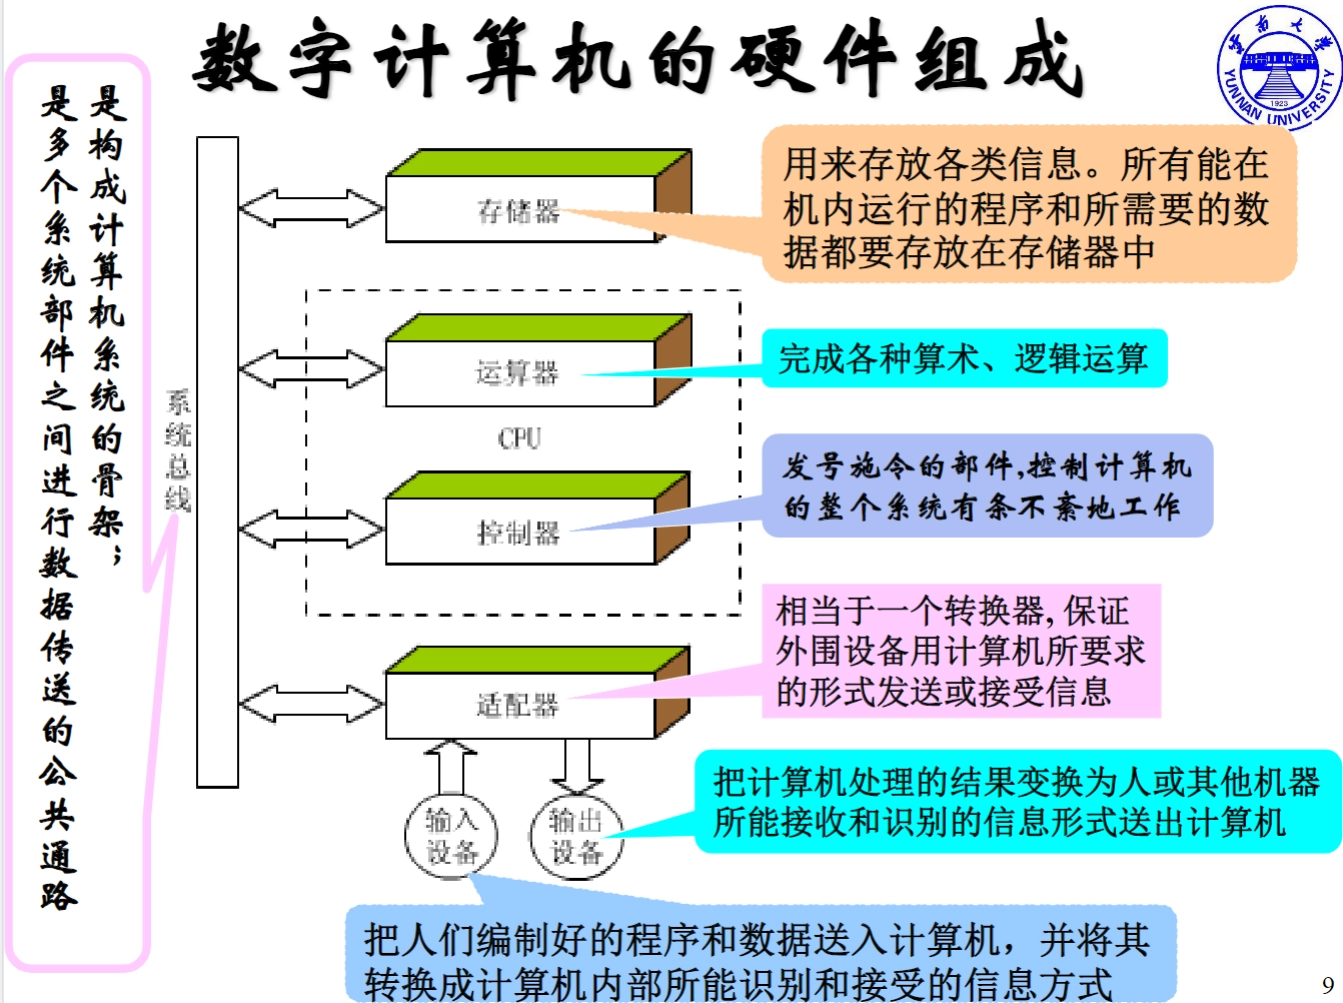 数字计算机的硬件组成
雲南大学
YUNNAN UNIVERSITY
1923
是构成计算机系统的骨架；
是多个系统部件之间进行数据传送的公共通路
系统总线
存储器
用来存放各类信息。所有能在
机内运行的程序和所需要的数
据都要存放在存储器中
运算器
完成各种算术、逻辑运算
CPU
控制器
发号施令的部件,控制计算机
的整个系统有条不紊地工作
适配器
相当于一个转换器, 保证
外围设备用计算机所要求
的形式发送或接受信息
输入
设备
输出
设备
把计算机处理的结果变换为人或其他机器
所能接收和识别的信息形式送出计算机
把人们编制好的程序和数据送入计算机，并将其
转换成计算机内部所能识别和接受的信息方式
9